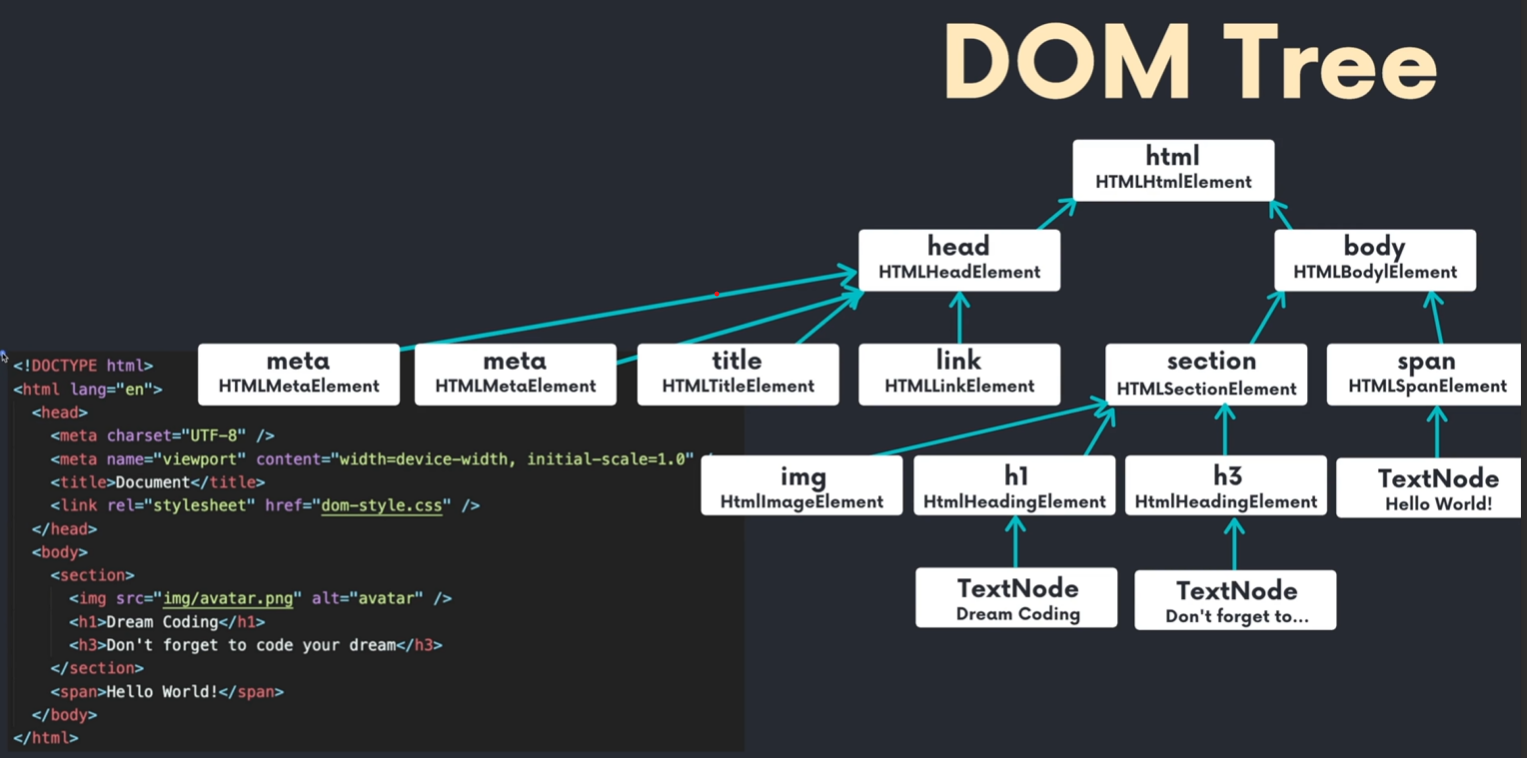 DOM Tree
html
HTMLHtmlElement
head
HTMLHeadElement
body
HTMLBodylElement
meta
HTMLMetaElement
meta
HTMLMetaElement
title
HTMLTitleElement
link
HTMLLinkElement
section
HTMLSectionElement
span
HTMLSpanElement
img
HtmlImageElement
h1
HtmlHeadingElement
h3
HtmlHeadingElement
TextNode
Hello World!
TextNode
Dream Coding
TextNode
Don't forget to...
<!DOCTYPE html>
<html lang="en">
<head>
<meta charset="UTF-8" />
<meta name="viewport" content="width=device-width, initial-scale=1.0"
<title>Document</title>
<link rel="stylesheet" href="dom-style.css" />
</head>
<body>
<section>
<img src="img/avatar.png" alt="avatar" />
<h1>Dream Coding</h1>
<h3>Don't forget to code your dream</h3>
</section>
<span>Hello World!</span>
</body>
</html>